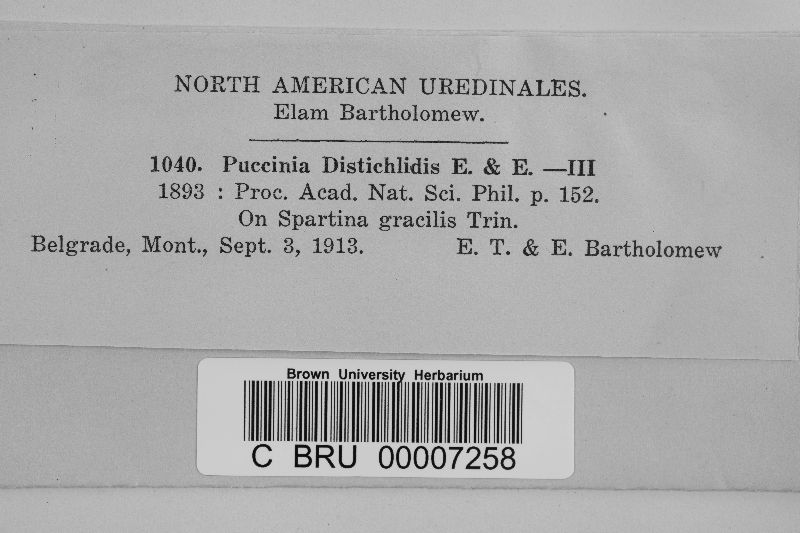 NORTH AMERICAN UREDINALES.
Elam Bartholomew.
1040. Puccinia Distichlidis E. & E. —III
1893 : Proc. Acad. Nat. Sci. Phil. p. 152.
On Spartina gracilis Trin.
Belgrade, Mont., Sept. 3, 1913. E. T. & E. Bartholomew
Brown University Herbarium
C BRU 00007258